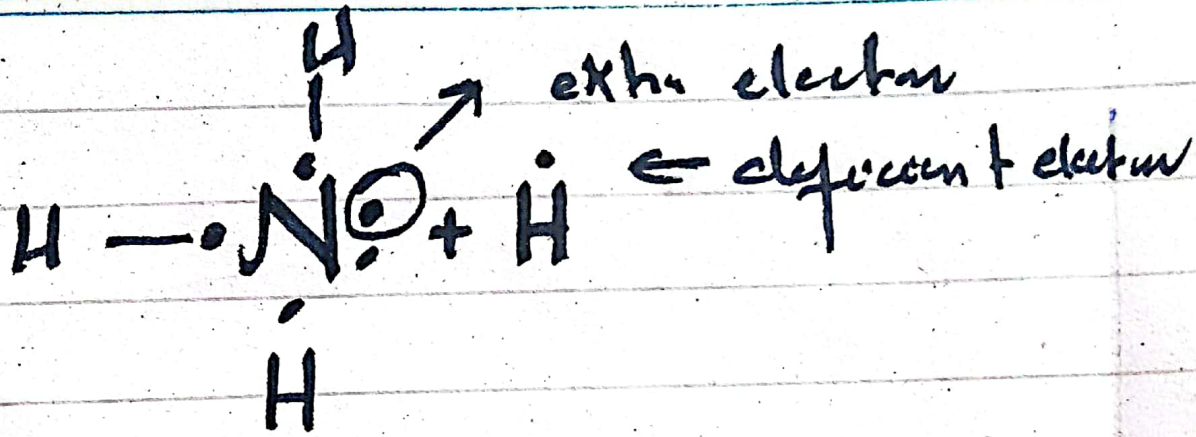 H
extra electron
H — N + H ← deficient electron
H